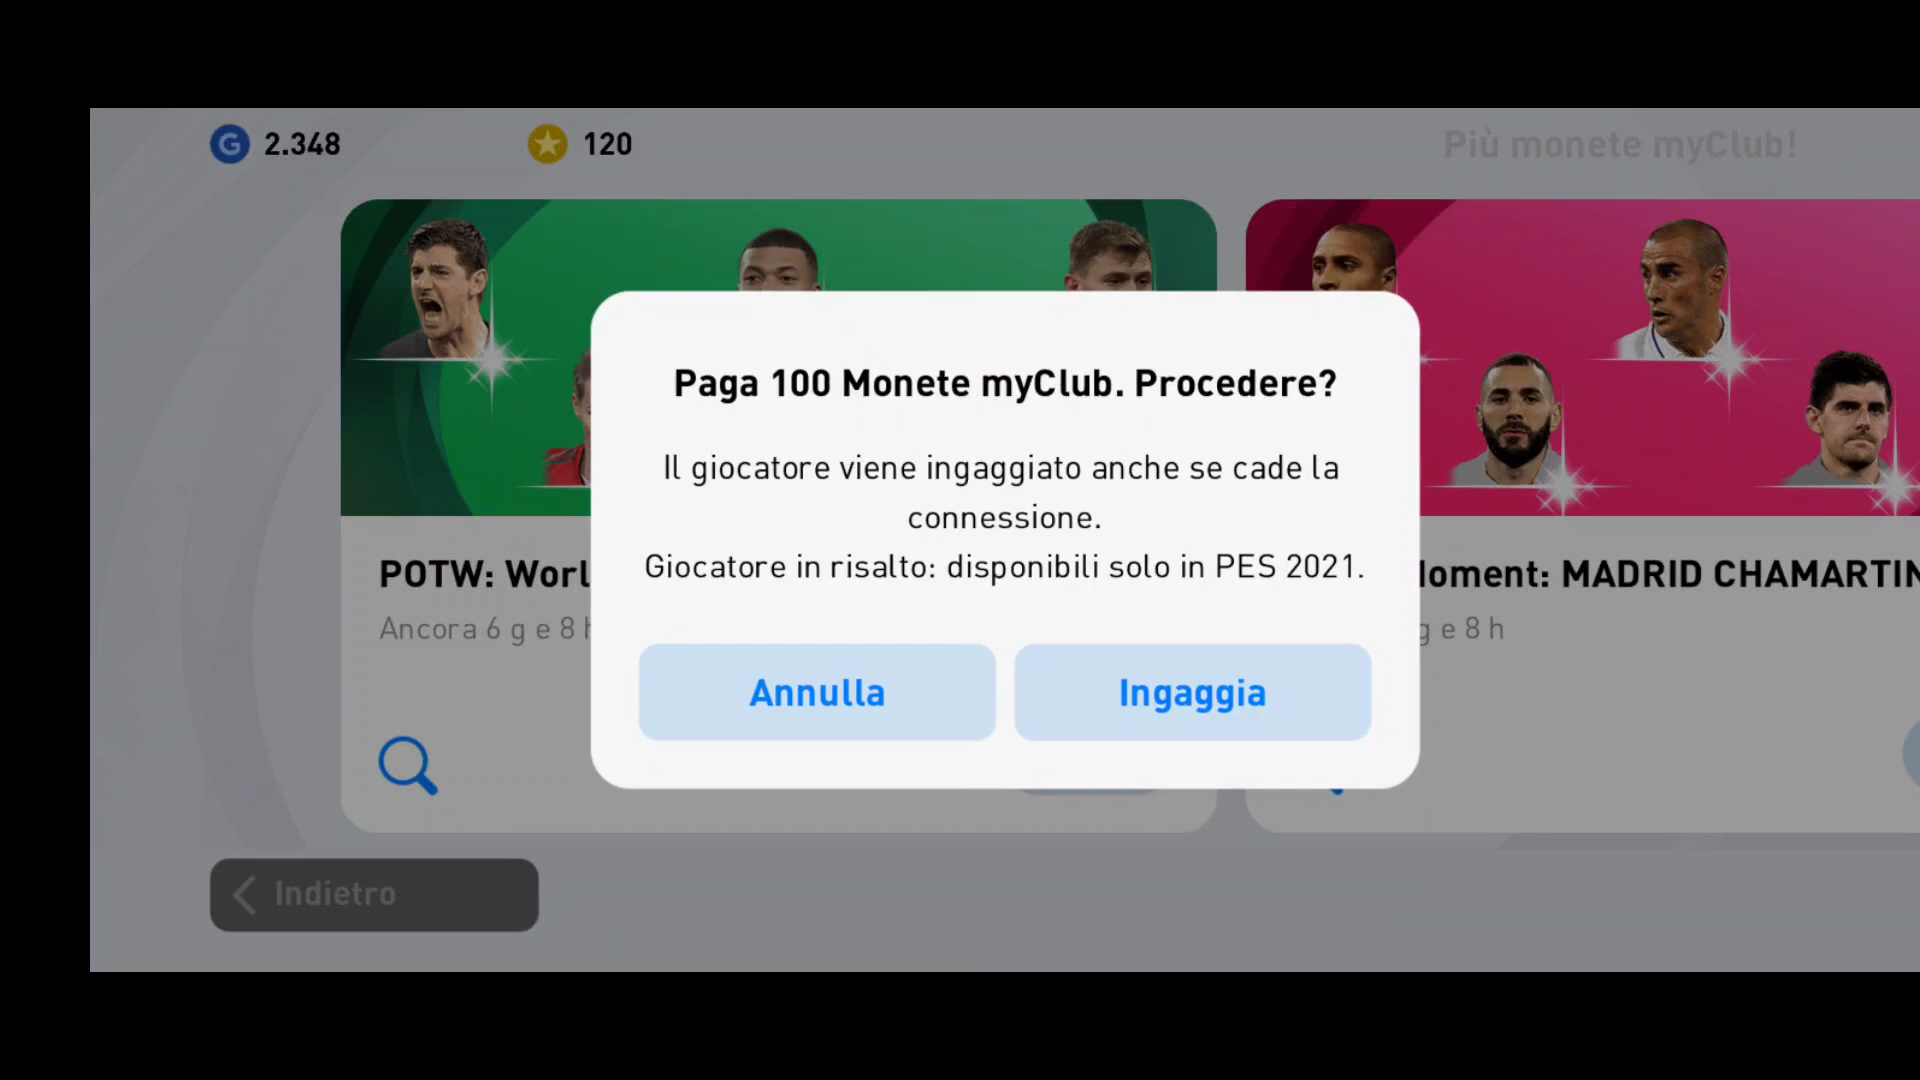 G 2.348
120
Più monete myClub!
Paga 100 Monete myClub. Procedere?
Il giocatore viene ingaggiato anche se cade la
connessione.
Giocatore in risalto: disponibili solo in PES 2021.
POTW:
MADRID CHAMARTIN
Ancora 6 g e 8 h
g e 8 h
Annulla
Ingaggia
Indietro